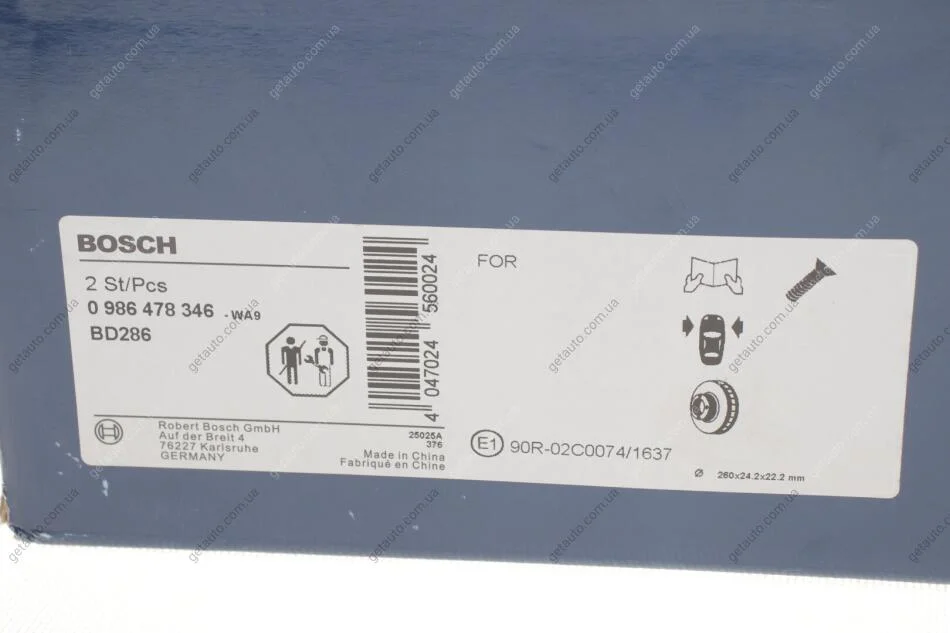 BOSCH
2 St/Pcs
0 986 478 346 -WA9
BD286
Robert Bosch GmbH
Auf der Breit 4
76227 Karlsruhe
GERMANY
4 047024 560024
25025A
376
Made in China
Fabriqué en Chine
FOR
E1 90R-02C0074/1637
Ø 260x24.2x22.2 mm
getauto.com.ua